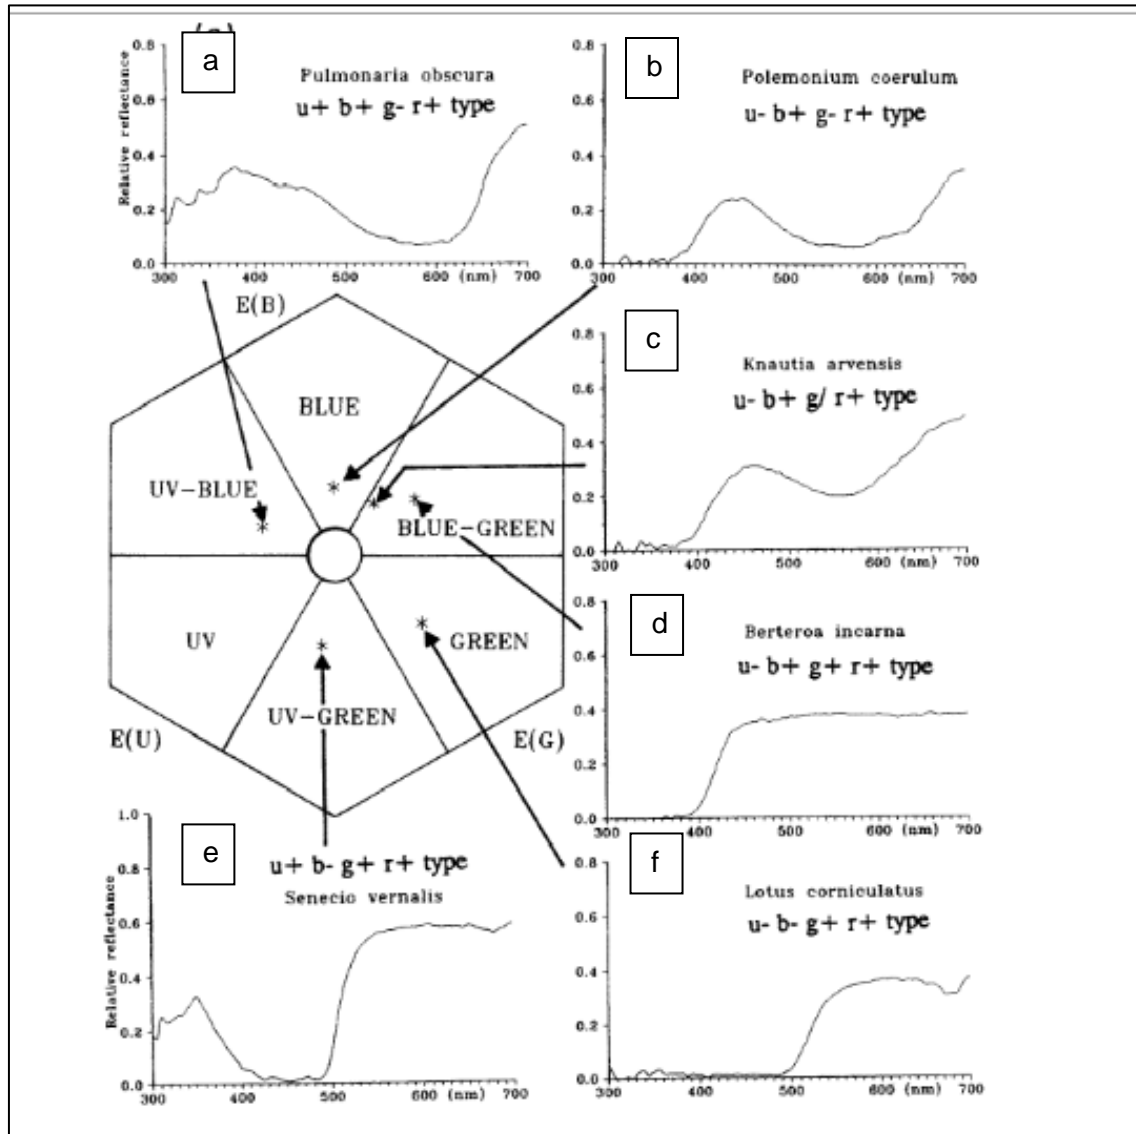 a
Pulmonaria obscura
u+ b+ g- r+ type
Relative reflectance
0.8
0.6
0.4
0.2
0.0
300 400 500 600 (nm) 700
b
Polemonium coerulum
u- b+ g- r+ type
0.8
0.6
0.4
0.2
0.0
300 400 500 600 (nm) 700
c
Knautia arvensis
u- b+ g/ r+ type
0.8
0.6
0.4
0.2
0.0
300 400 500 600 (nm) 700
E(B)
BLUE
UV-BLUE
BLUE-GREEN
UV
GREEN
UV-GREEN
E(U)
E(G)
d
Berteroa incarna
u- b+ g+ r+ type
0.8
0.6
0.4
0.2
0.0
300 400 500 600 (nm) 700
e
u+ b- g+ r+ type
Senecio vernalis
Relative reflectance
1.0
0.8
0.6
0.4
0.2
0.0
300 400 500 600 (nm) 700
f
Lotus corniculatus
u- b- g+ r+ type
0.8
0.6
0.4
0.2
0.0
300 400 500 600 (nm) 700